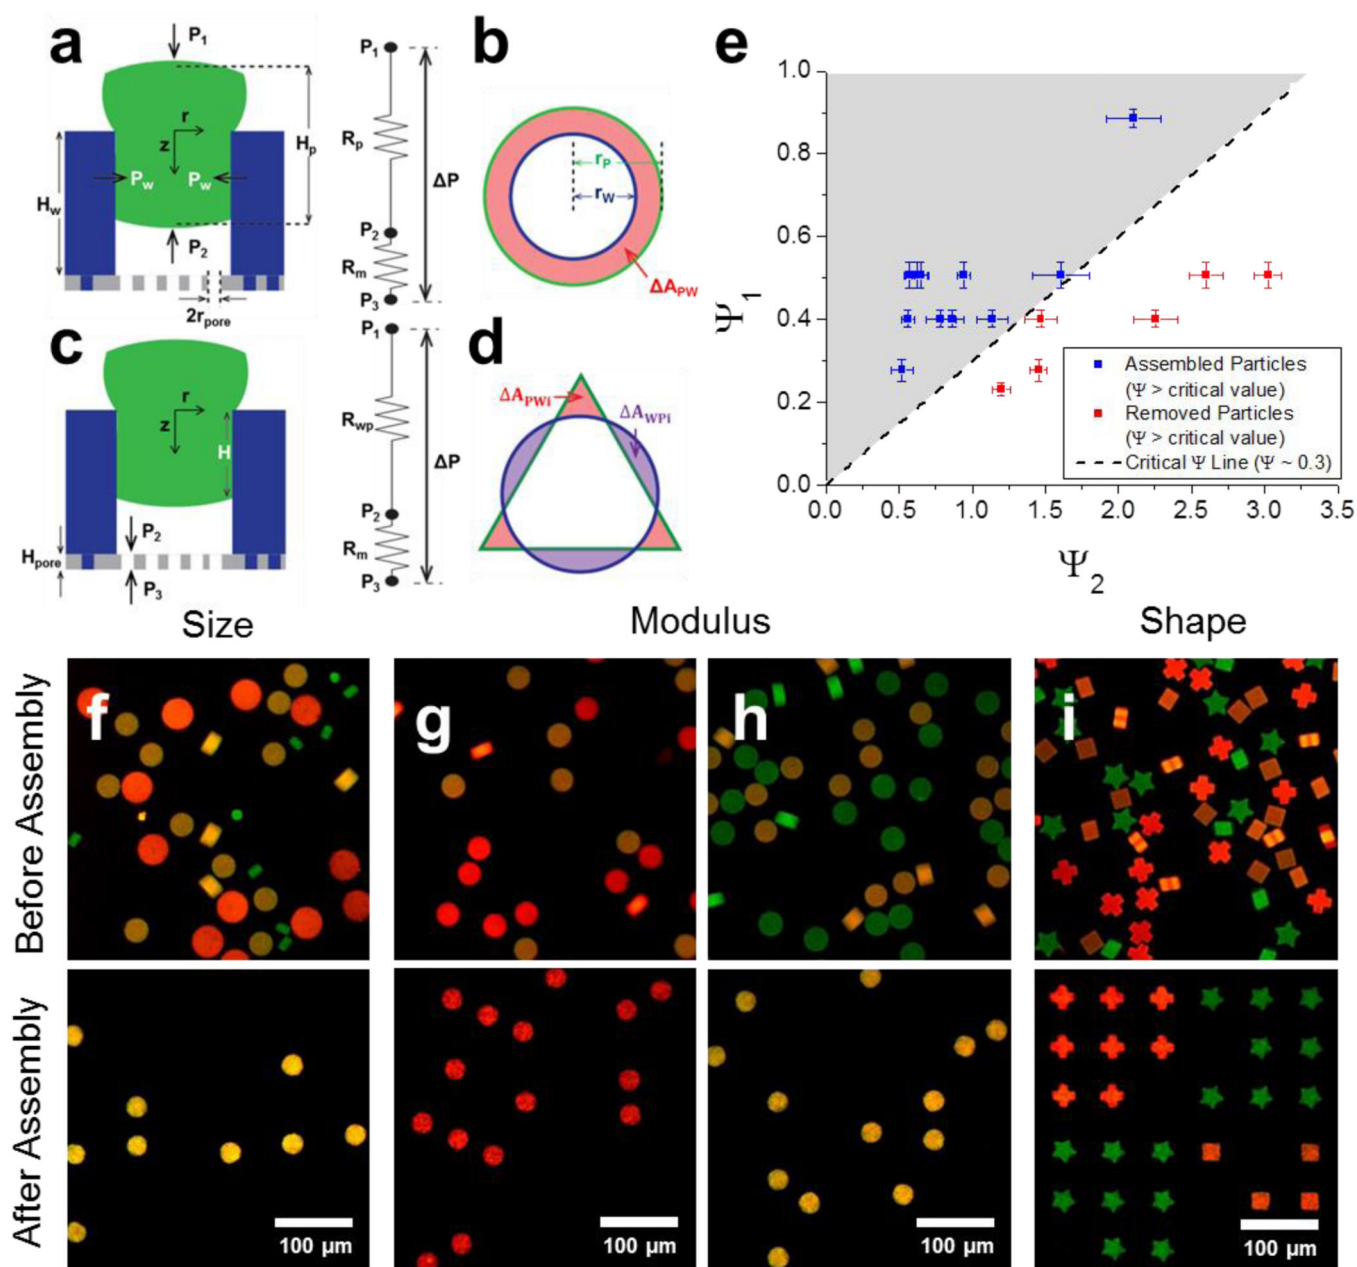 a
P1
r
z
Hp
Pw
Pw
Hw
P2
2rpore
P1
Rp
ΔP
P2
Rm
P3
b
rP
rW
ΔAPW
c
r
z
H
P2
Hpore
P3
P1
Rwp
ΔP
P2
Rm
P3
d
ΔAPWi
ΔAWPi
e
1.0
0.8
0.6
0.4
0.2
0.0
Ψ1
0.0 0.5 1.0 1.5 2.0 2.5 3.0 3.5
Ψ2
Assembled Particles
(Ψ > critical value)
Removed Particles
(Ψ > critical value)
Critical Ψ Line (Ψ ~ 0.3)
Size
Modulus
Shape
Before Assembly
f
g
h
i
After Assembly
100 µm
100 µm
100 µm
100 µm